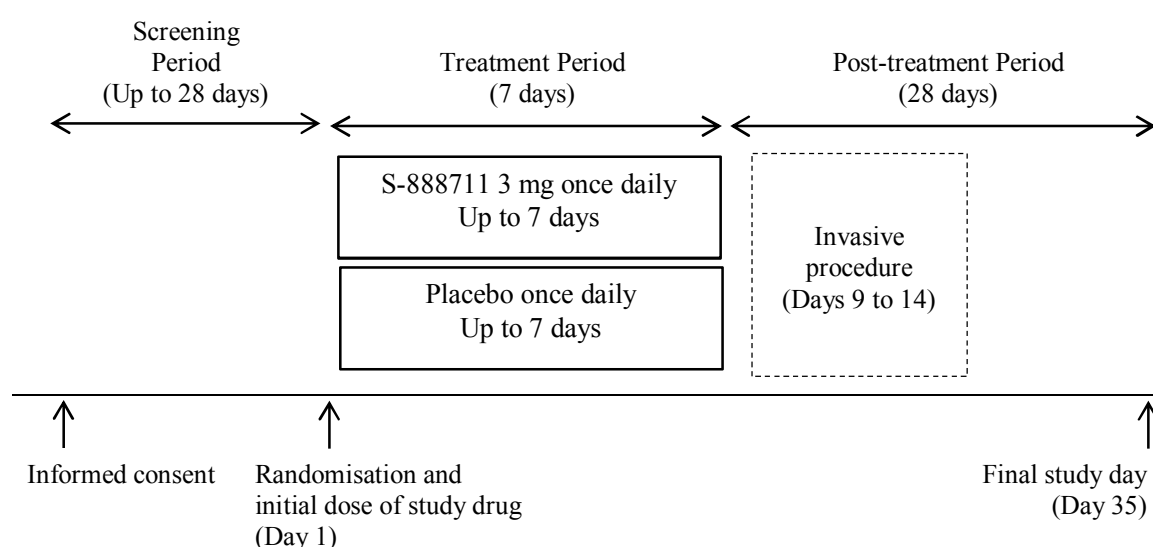 Screening
Period
(Up to 28 days)
Treatment Period
(7 days)
Post-treatment Period
(28 days)
S-888711 3 mg once daily
Up to 7 days
Placebo once daily
Up to 7 days
Invasive
procedure
(Days 9 to 14)
Informed consent
Randomisation and
initial dose of study drug
(Day 1)
Final study day
(Day 35)